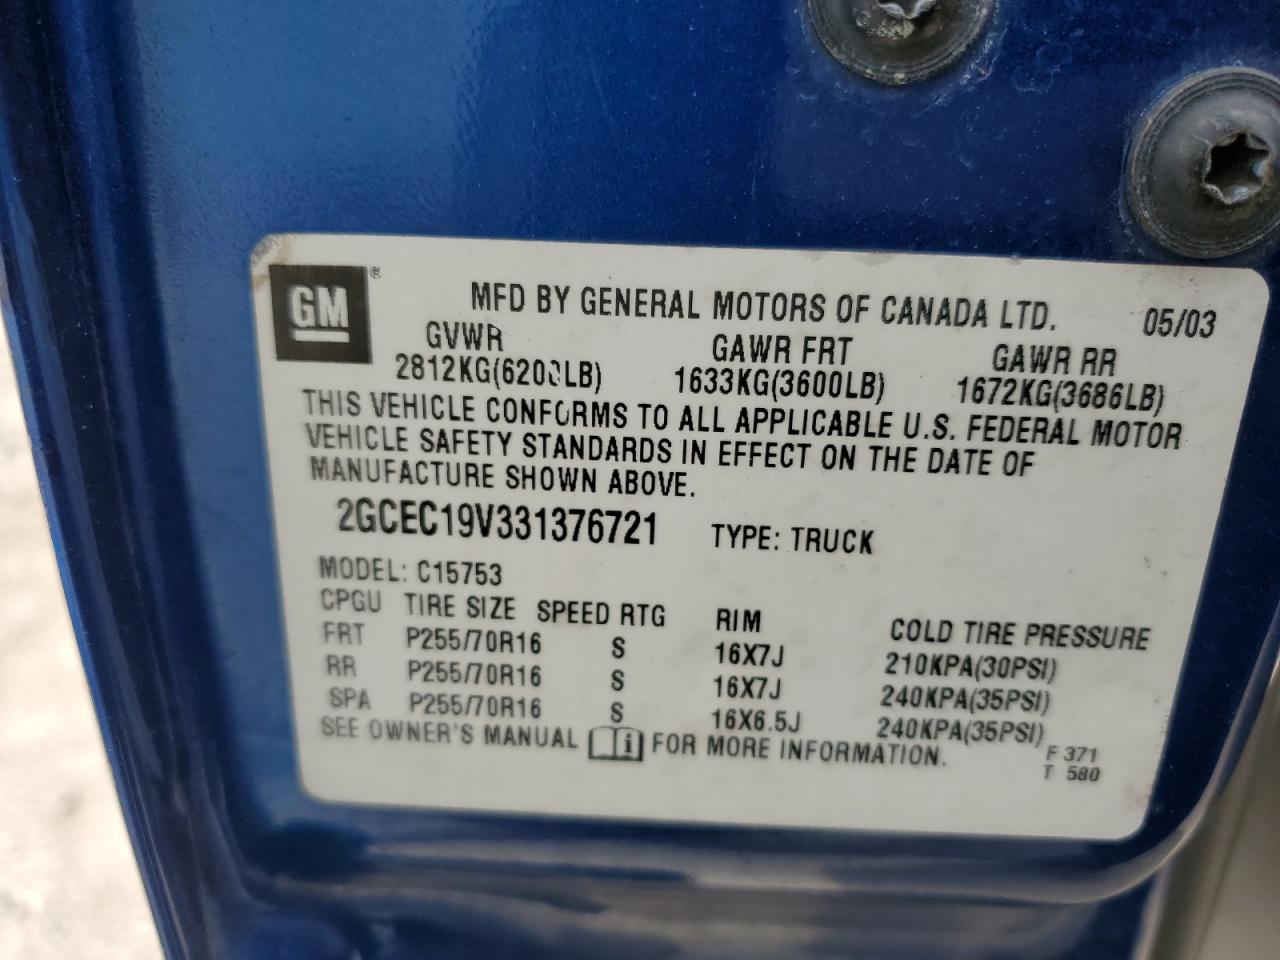 GM ®
MFD BY GENERAL MOTORS OF CANADA LTD. 05/03
GVWR GAWR FRT GAWR RR
2812KG(6200LB) 1633KG(3600LB) 1672KG(3686LB)
THIS VEHICLE CONFORMS TO ALL APPLICABLE U.S. FEDERAL MOTOR
VEHICLE SAFETY STANDARDS IN EFFECT ON THE DATE OF
MANUFACTURE SHOWN ABOVE.
2GCEC19V331376721 TYPE: TRUCK
MODEL: C15753
CPGU TIRE SIZE SPEED RTG RIM COLD TIRE PRESSURE
FRT P255/70R16 S 16X7J 210KPA(30PSI)
RR P255/70R16 S 16X7J 240KPA(35PSI)
SPA P255/70R16 S 16X6.5J 240KPA(35PSI)
SEE OWNER'S MANUAL i FOR MORE INFORMATION.
F 371
T 580